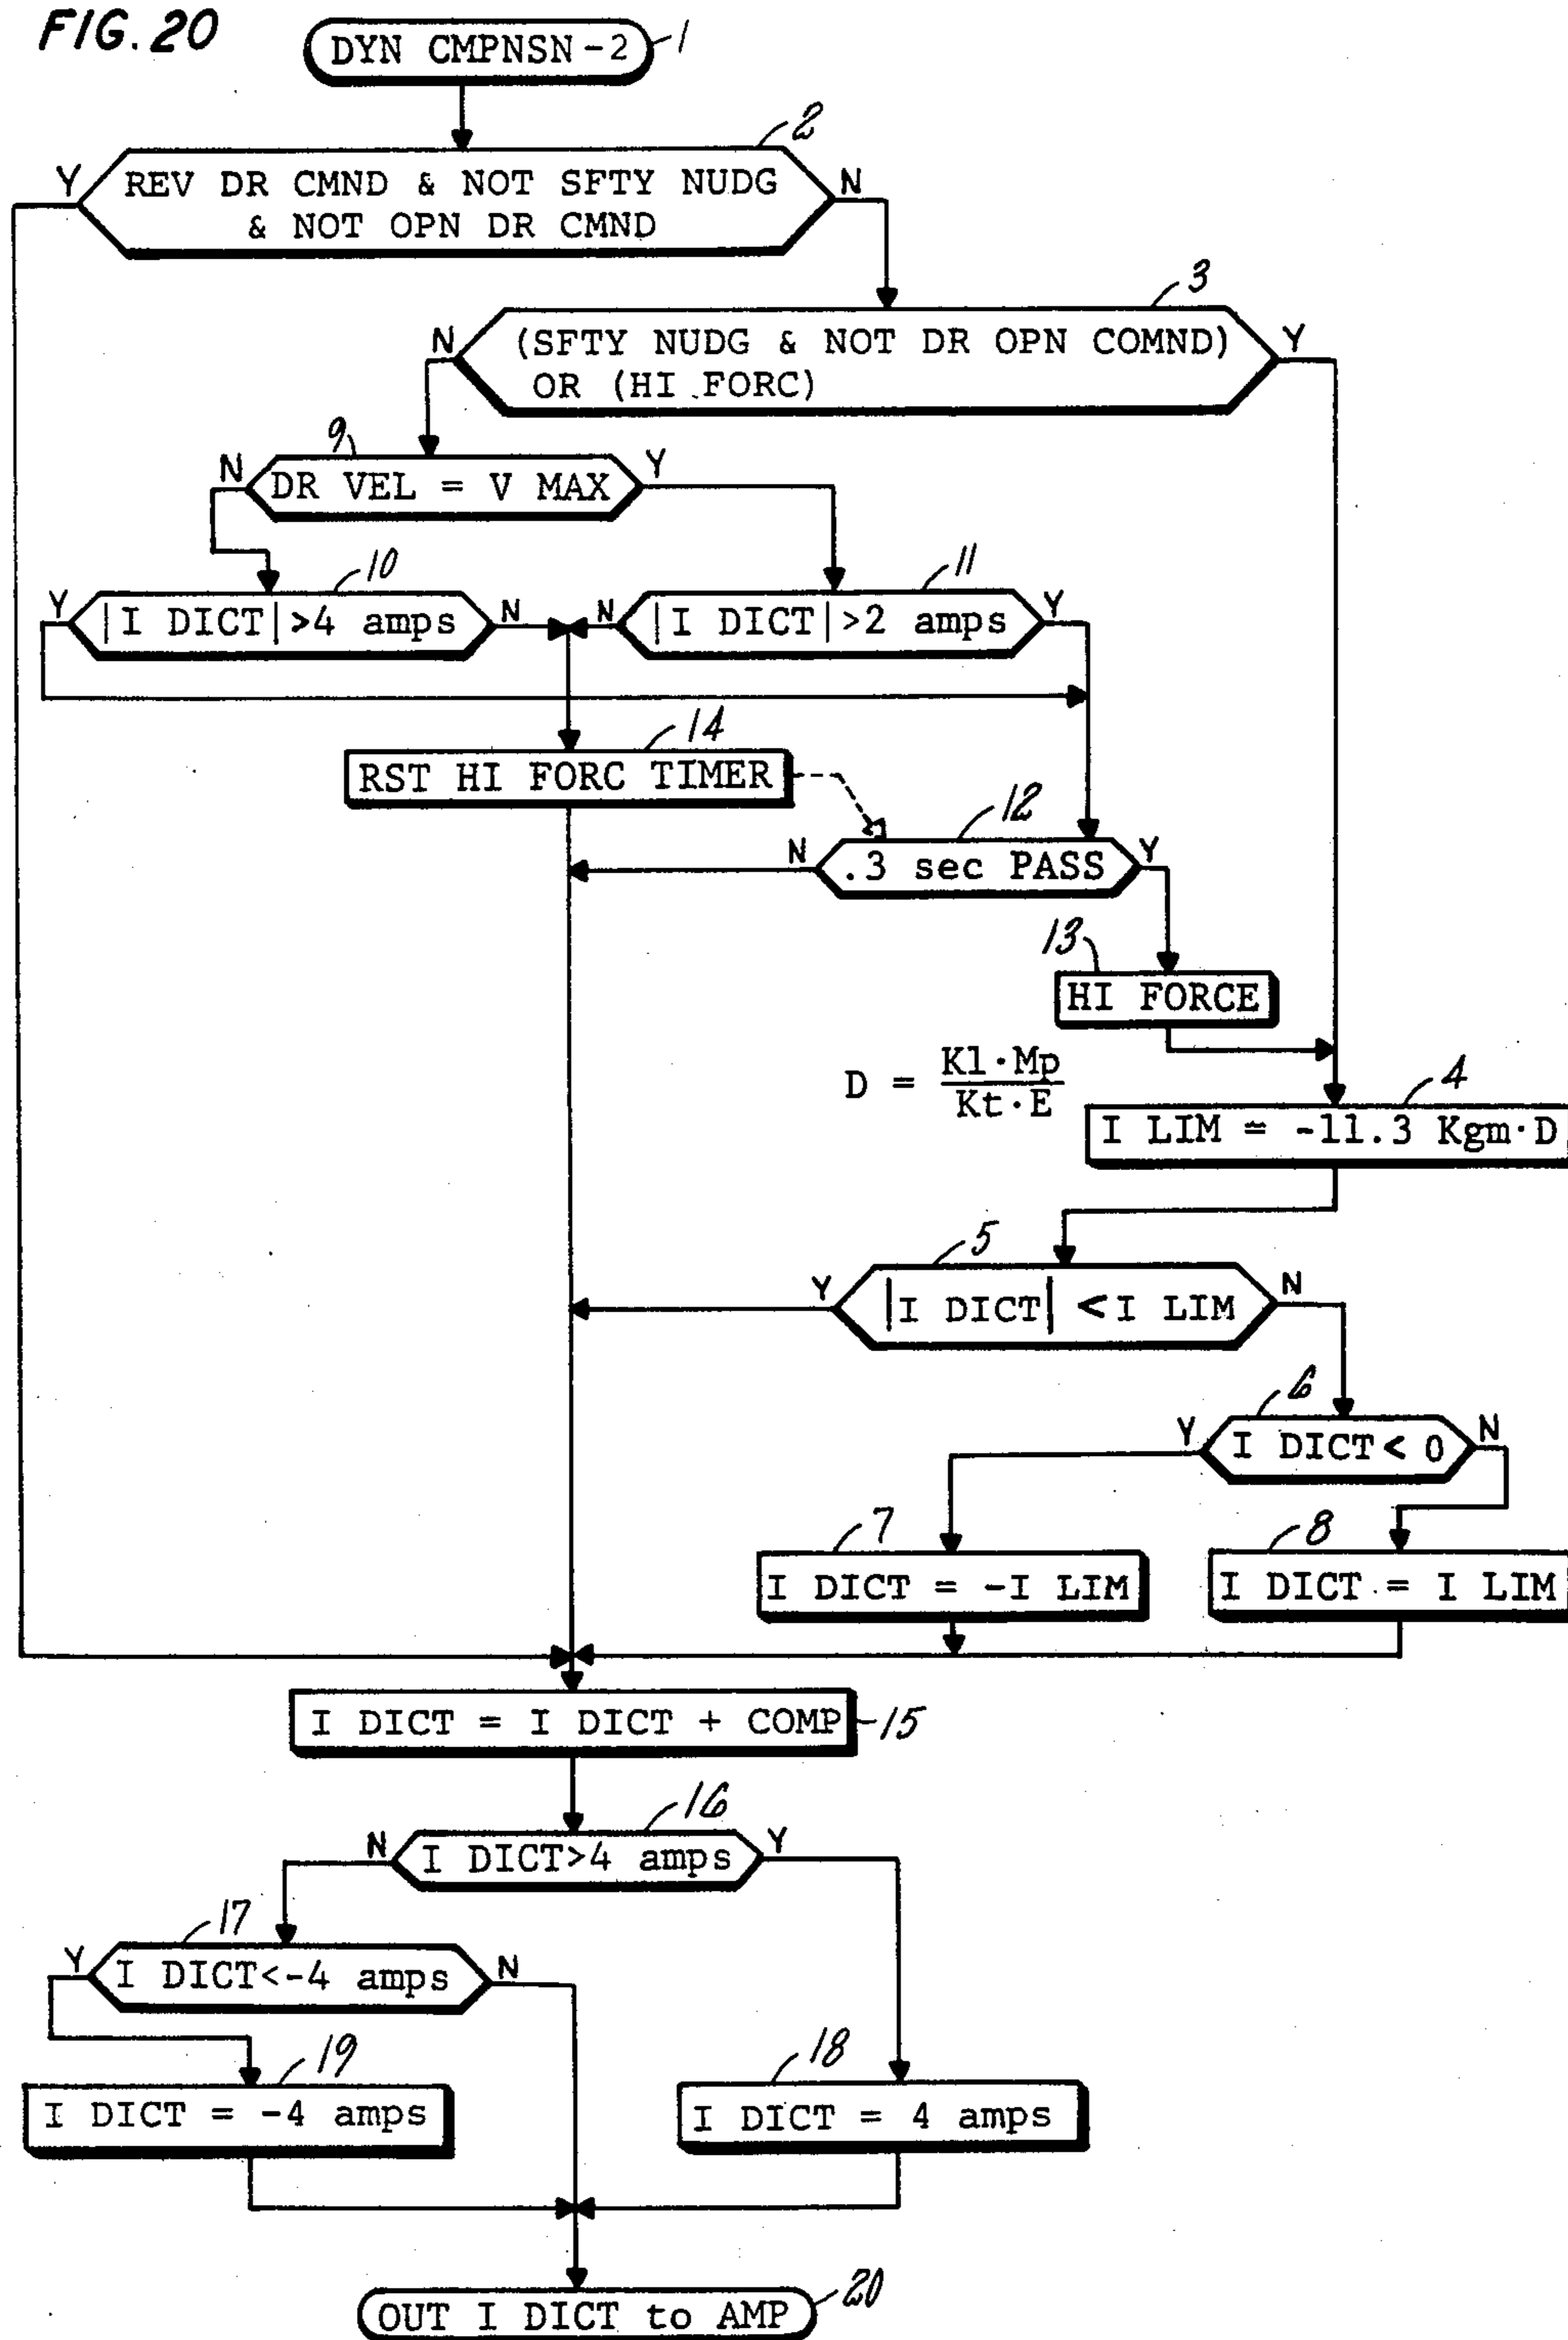 FIG. 20
DYN CMPNSN-2
1
2
Y
REV DR CMND & NOT SFTY NUDG
& NOT OPN DR CMND
N
3
N
(SFTY NUDG & NOT DR OPN COMND)
OR (HI FORC)
Y
9
N
DR VEL = V MAX
Y
10
Y
|I DICT|>4 amps
N
11
N
|I DICT|>2 amps
Y
14
RST HI FORC TIMER
12
N
.3 sec PASS
Y
13
HI FORCE
D = Kl·Mp
Kt·E
4
I LIM = -11.3 Kgm·D
5
Y
|I DICT| < I LIM
N
6
Y
I DICT < 0
N
7
I DICT = -I LIM
8
I DICT = I LIM
I DICT = I DICT + COMP
15
16
N
I DICT>4 amps
Y
17
Y
I DICT<-4 amps
N
19
I DICT = -4 amps
18
I DICT = 4 amps
OUT I DICT to AMP
20